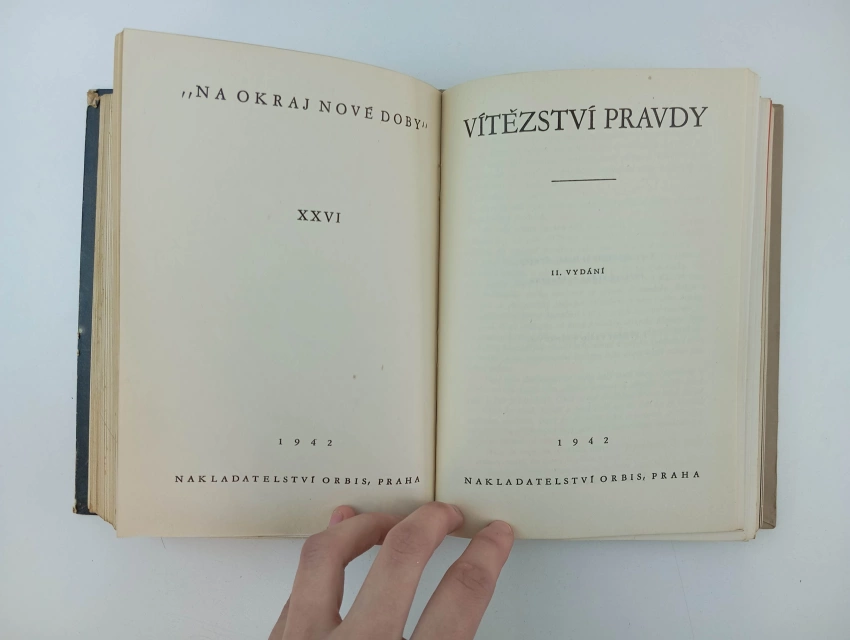 ,,NA OKRAJ NOVÉ DOBY,,
XXVI
1942
NAKLADATELSTVÍ ORBIS, PRAHA
VÍTĚZSTVÍ PRAVDY
II. VYDÁNÍ
1942
NAKLADATELSTVÍ ORBIS, PRAHA